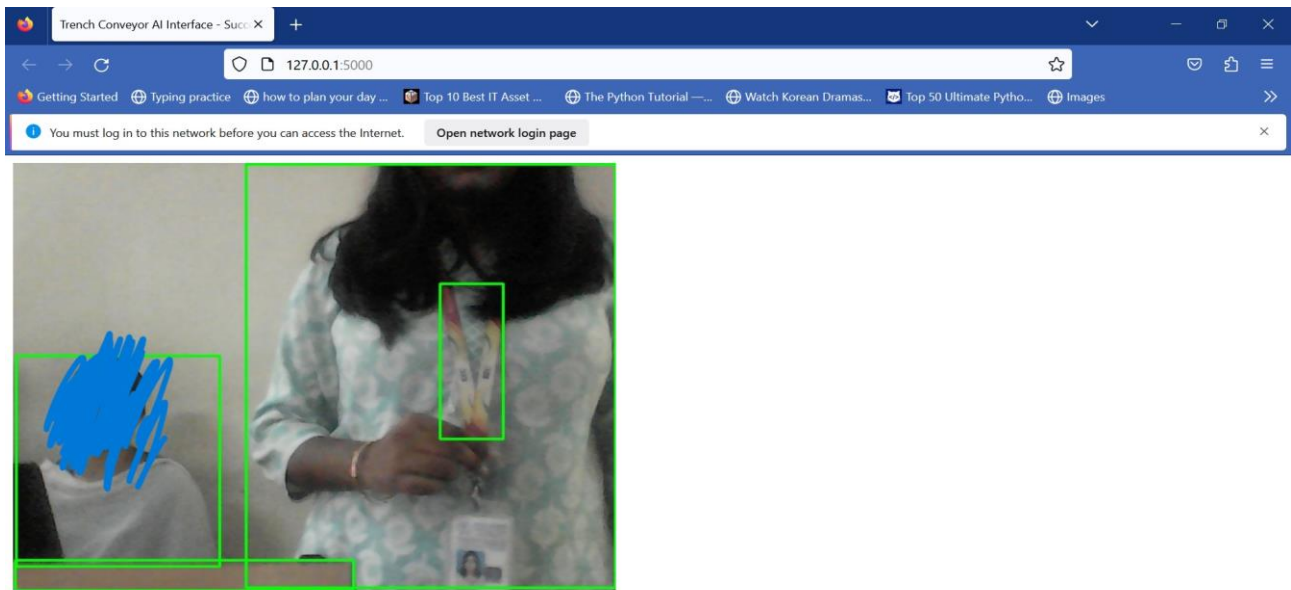 Trench Conveyor AI Interface - Succ
127.0.0.1:5000
Getting Started Typing practice how to plan your day ... Top 10 Best IT Asset ... The Python Tutorial —... Watch Korean Dramas... Top 50 Ultimate Pytho... Images
You must log in to this network before you can access the Internet. Open network login page